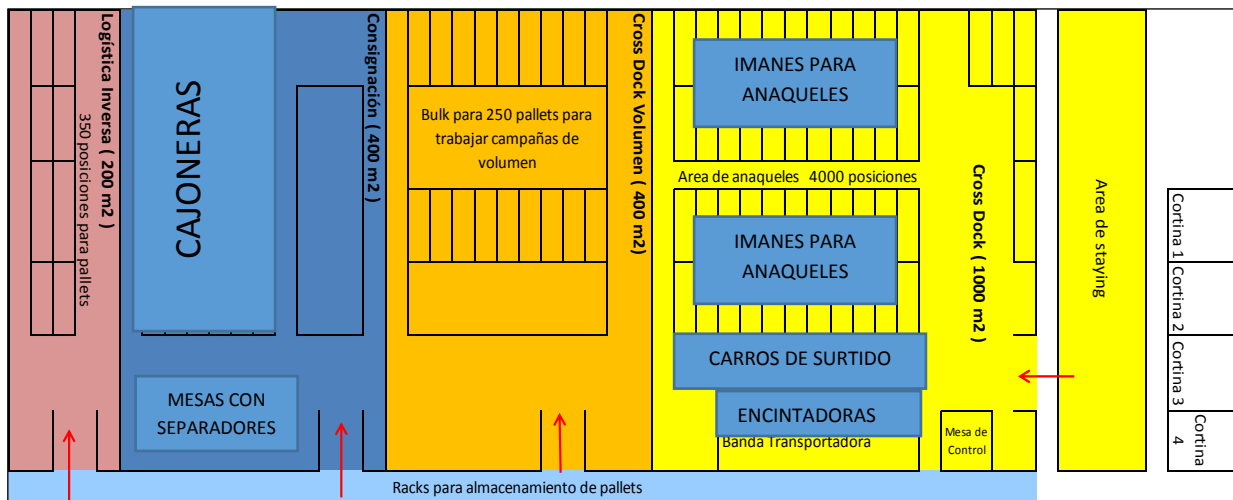 Logística Inversa ( 200 m2 )
350 posiciones para pallets
CAJONERAS
MESAS CON
SEPARADORES
Consignación ( 400 m2)
Bulk para 250 pallets para
trabajar campañas de
volumen
Cross Dock Volumen ( 400 m2)
IMANES PARA
ANAQUELES
Area de anaqueles 4000 posiciones
IMANES PARA
ANAQUELES
CARROS DE SURTIDO
ENCINTADORAS
Banda Transportadora
Cross Dock ( 1000 m2 )
Mesa de
Control
Area de staying
Cortina 1
Cortina 2
Cortina 3
Cortina
4
Racks para almacenamiento de pallets